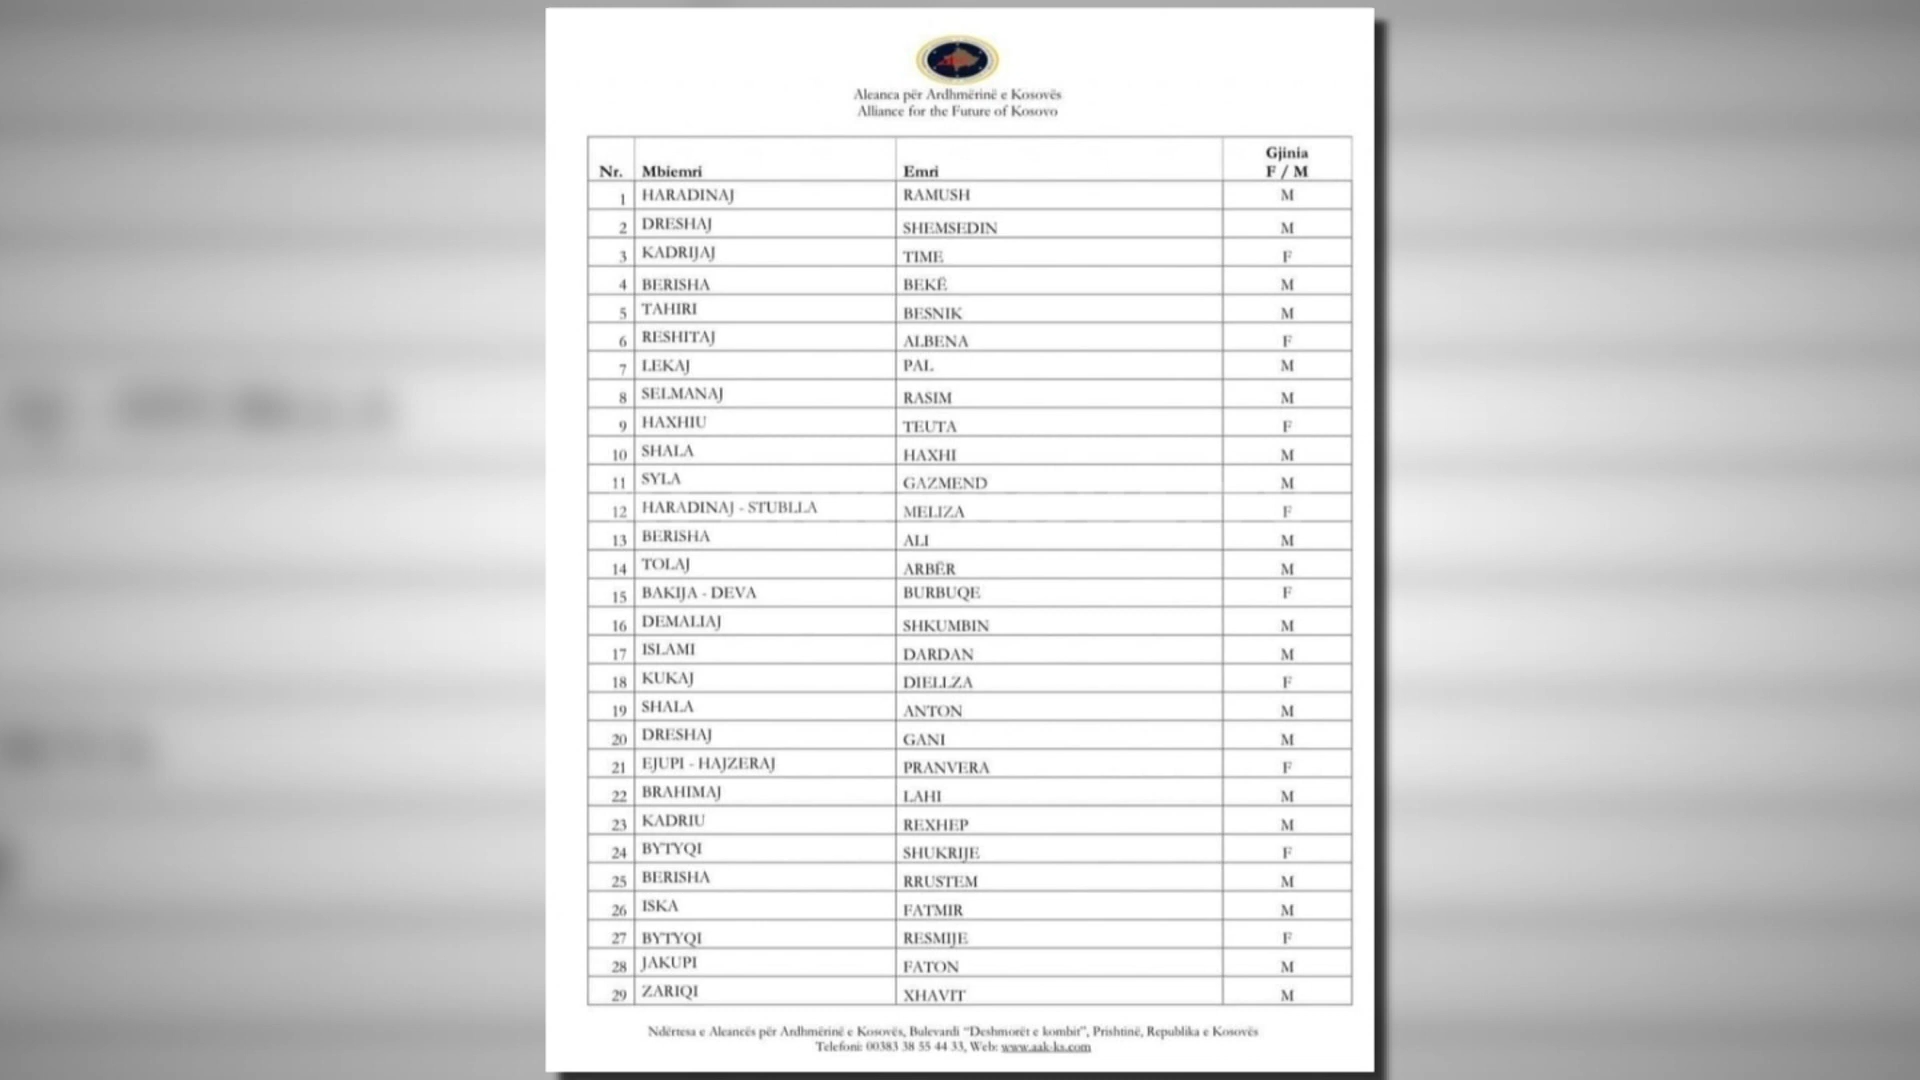 Aleanca për Ardhmërinë e Kosovës
Alliance for the Future of Kosovo
Nr. Mbiemri Emri Gjinia F / M
1 HARADINAJ RAMUSH M
2 DRESHAJ SHEMSEDIN M
3 KADRIJAJ TIME F
4 BERISHA BEKË M
5 TAHIRI BESNIK M
6 RESHITAJ ALBENA F
7 LEKAJ PAL M
8 SELMANAJ RASIM M
9 HAXHIU TEUTA F
10 SHALA HAXHI M
11 SYLA GAZMEND M
12 HARADINAJ - STUBLLA MELIZA F
13 BERISHA ALI M
14 TOLAJ ARBËR M
15 BAKIJA - DEVA BURBUQE F
16 DEMALIAJ SHKUMBIN M
17 ISLAMI DARDAN M
18 KUKAJ DIELLZA F
19 SHALA ANTON M
20 DRESHAJ GANI M
21 EJUPI - HAJZERAJ PRANVERA F
22 BRAHIMAJ LAHI M
23 KADRIU REXHEP M
24 BYTYQI SHUKRIJE F
25 BERISHA RRUSTEM M
26 ISKA FATMIR M
27 BYTYQI RESMIJE F
28 JAKUPI FATON M
29 ZARIQI XHAVIT M
Ndërtesa e Aleancës për Ardhmërinë e Kosovës, Bulevardi "Deshmorët e kombit", Prishtinë, Republika e Kosovës
Telefoni: 00383 38 55 44 33, Web: www.aak-ks.com